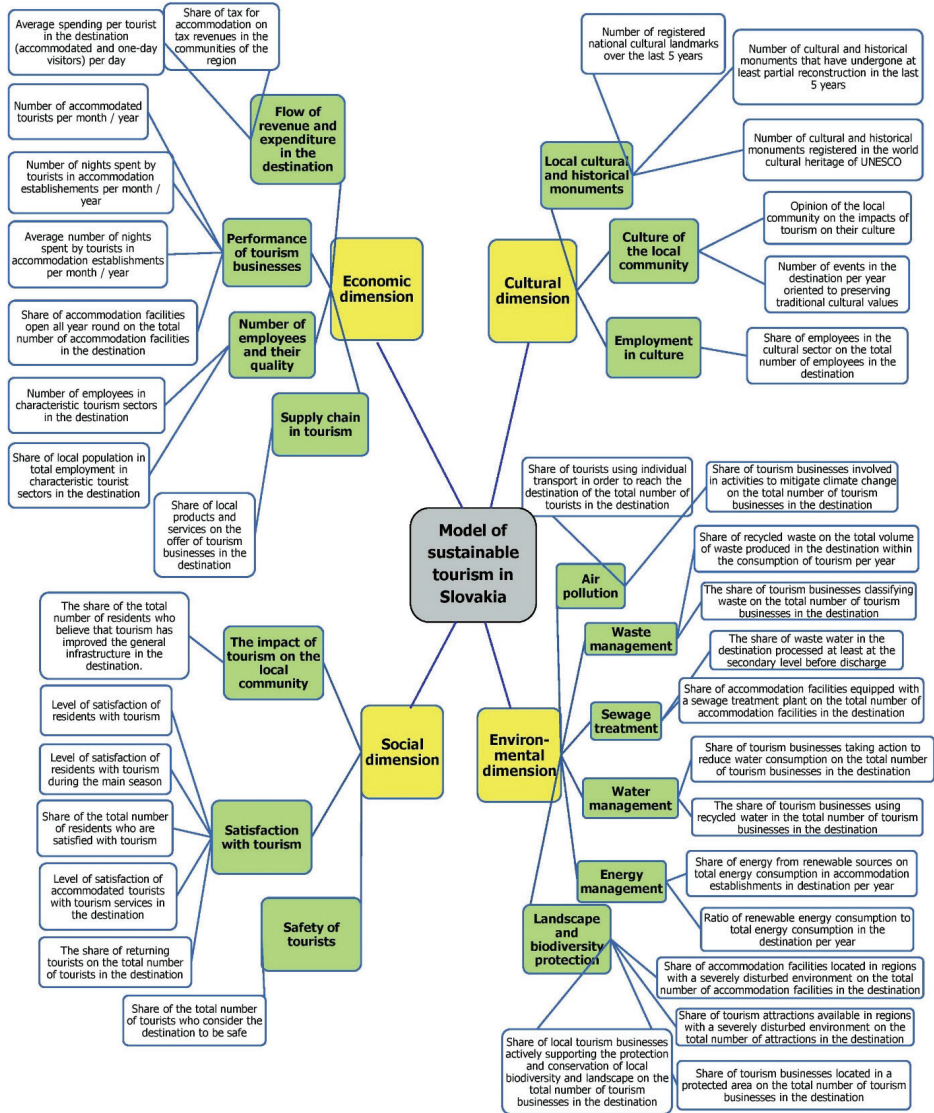 Average spending per tourist
in the destination
(accommodated and one-day
visitors) per day
Share of tax for
accommodation on
tax revenues in the
communities of the
region
Number of accommodated
tourists per month / year
Number of nights spent by
tourists in accommodation
establishements per month /
year
Average number of nights
spent by tourists in
accommodation establishments
per month / year
Share of accommodation facilities
open all year round on the total
number of accommodation facilities
in the destination
Number of employees in
characteristic tourism sectors
in the destination
Share of local population in
total employment in
characteristic tourist
sectors in the destination
Share of local
products and
services on the
offer of tourism
businesses in the
destination
Flow of
revenue and
expenditure in the
destination
Performance
of tourism
businesses
Number of
employees
and their
quality
Supply chain
in tourism
Economic
dimension
Number of registered
national cultural landmarks
over the last 5 years
Number of cultural and historical
monuments that have undergone at
least partial reconstruction in the last
5 years
Number of cultural and historical
monuments registered in the world
cultural heritage of UNESCO
Opinion of the local
community on the impacts of
tourism on their culture
Number of events in the
destination per year
oriented to preserving
traditional cultural values
Share of employees in the
cultural sector on the total
number of employees in the
destination
Local cultural
and historical
monuments
Culture of
the local
community
Employment
in culture
Cultural
dimension
Model of
sustainable
tourism in
Slovakia
The share of the total
number of residents who
believe that tourism has
improved the general
infrastructure in the
destination.
Level of satisfaction of
residents with tourism
Level of satisfaction of
residents with tourism
during the main season
Share of the total number
of residents who are
satisfied with tourism
Level of satisfaction of
accommodated tourists
with tourism services in
the destination
The share of returning
tourists on the total number
of tourists in the destination
Share of the total number
of tourists who consider the
destination to be safe
The impact of
tourism on the
local
community
Satisfaction
with tourism
Safety of
tourists
Social
dimension
Environ-
mental
dimension
Share of tourists using individual
transport in order to reach the
destination of the total number of
tourists in the destination
Share of tourism businesses involved
in activities to mitigate climate change
on the total number of tourism
businesses in the destination
Air
pollution
Share of recycled waste on the total volume
of waste produced in the destination within
the consumption of tourism per year
The share of tourism businesses classifying
waste on the total number of tourism
businesses in the destination
Waste
management
The share of waste water in the
destination processed at least at the
secondary level before discharge
Share of accommodation facilities equipped with
a sewage treatment plant on the total number of
accommodation facilities in the destination
Sewage
treatment
Share of tourism businesses taking action to
reduce water consumption on the total number
of tourism businesses in the destination
The share of tourism businesses using
recycled water in the total number of tourism
businesses in the destination
Water
management
Share of energy from renewable sources on
total energy consumption in accommodation
establishments in destination per year
Ratio of renewable energy consumption to
total energy consumption in the
destination per year
Energy
management
Landscape
and
biodiversity
protection
Share of accommodation facilities located in regions
with a severely disturbed environment on the total
number of accommodation facilities in the destination
Share of tourism attractions available in regions
with a severely disturbed environment on the
total number of attractions in the destination
Share of local tourism businesses
actively supporting the protection
and conservation of local
biodiversity and landscape on the
total number of tourism
businesses in the destination
Share of tourism businesses located in a
protected area on the total number of tourism
businesses in the destination